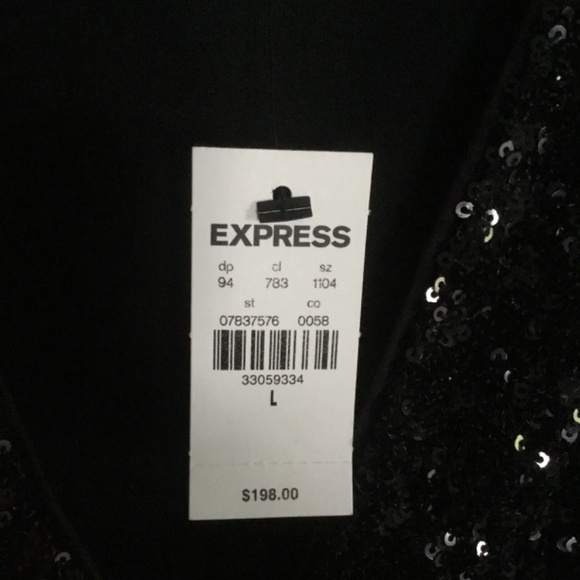 EXPRESS
dp cl sz
94 783 1104
st co
07837576 0058
33059334
L
$198.00